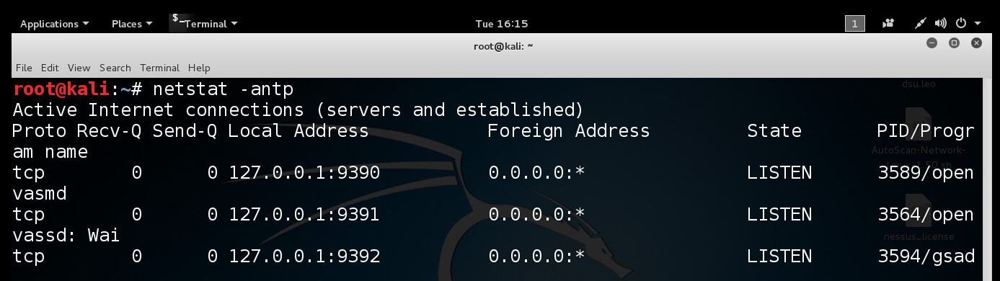 Applications Places $_ Terminal Tue 16:15 1
root@kali: ~
File Edit View Search Terminal Help
root@kali:~# netstat -antp
Active Internet connections (servers and established)
Proto Recv-Q Send-Q Local Address Foreign Address State PID/Progr
am name
tcp 0 0 127.0.0.1:9390 0.0.0.0:* LISTEN 3589/open
vasmd
tcp 0 0 127.0.0.1:9391 0.0.0.0:* LISTEN 3564/open
vassd: Wai
tcp 0 0 127.0.0.1:9392 0.0.0.0:* LISTEN 3594/gsad
dsu.leo
AutoScan-Network-
nessus_license